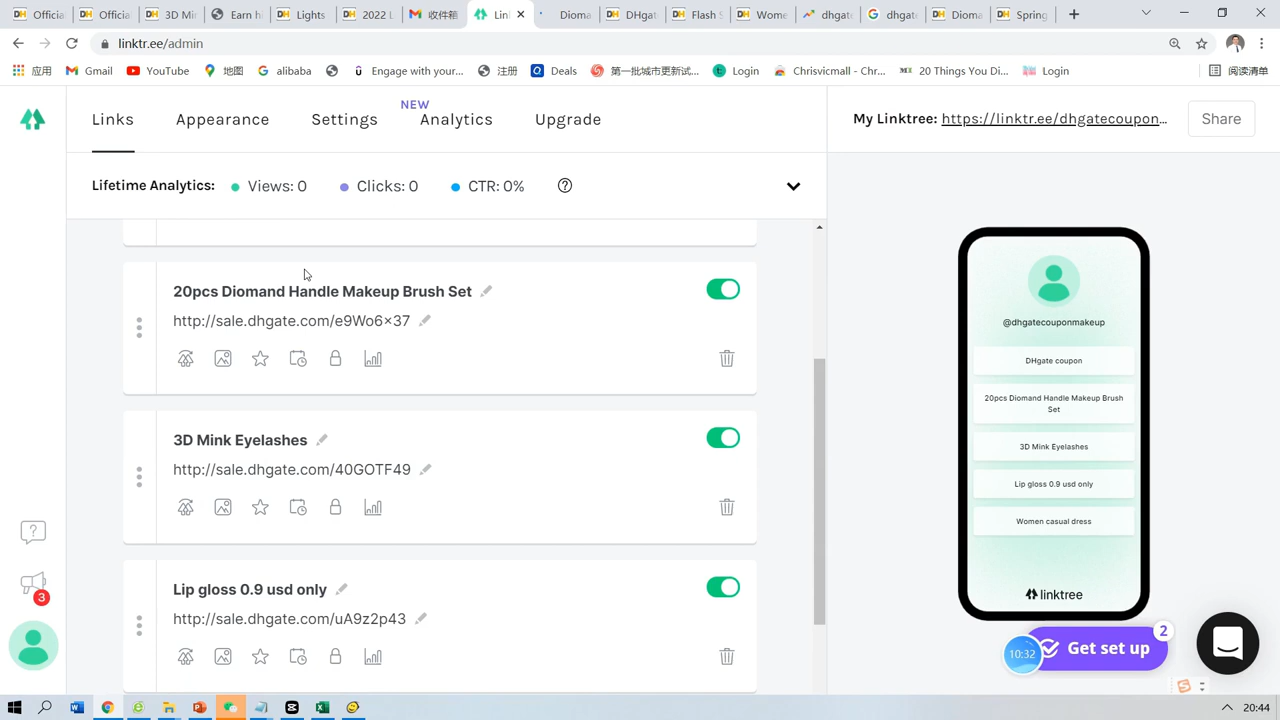 Officia
Officia
3D Mi
Earn h
Lights
2022 L
收件箱
Lin
Dioma
DHgat
Flash S
Wome
dhgat
dhgat
Dioma
Spring
linktr.ee/admin
应用
Gmail
YouTube
地图
alibaba
Engage with your...
注册
Deals
第一批城市更新试...
Login
Chrisvicmall - Chr...
20 Things You Di...
Login
阅读清单
Links
Appearance
Settings
NEW
Analytics
Upgrade
My Linktree: https://linktr.ee/dhgatecoupon...
Share
Lifetime Analytics:
Views: 0
Clicks: 0
CTR: 0%
20pcs Diomand Handle Makeup Brush Set
http://sale.dhgate.com/e9Wo6×37
3D Mink Eyelashes
http://sale.dhgate.com/40GOTF49
Lip gloss 0.9 usd only
http://sale.dhgate.com/uA9z2p43
@dhgatecouponmakeup
DHgate coupon
20pcs Diomand Handle Makeup Brush
Set
3D Mink Eyelashes
Lip gloss 0.9 usd only
Women casual dress
linktree
3
10:32
Get set up
2
20:44